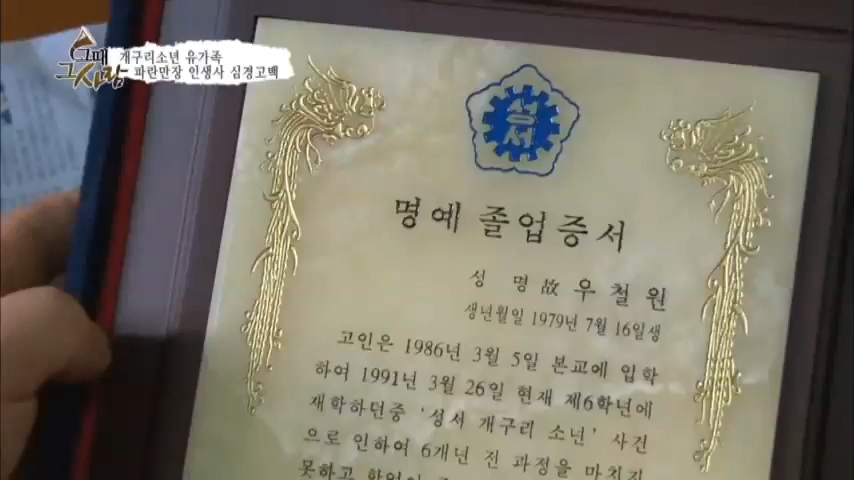 그때
그사람
개구리소년 유가족
파란만장 인생사 심경고백
성서
명예 졸업증서
성 명 故 우 철 원
생년월일 1979년 7월 16일생
고인은 1986년 3월 5일 본교에 입학
하여 1991년 3월 26일 현재 제6학년에
재학하던중 '성서 개구리 소년' 사건
으로 인하여 6개년 전 과정을 마치지
못하고